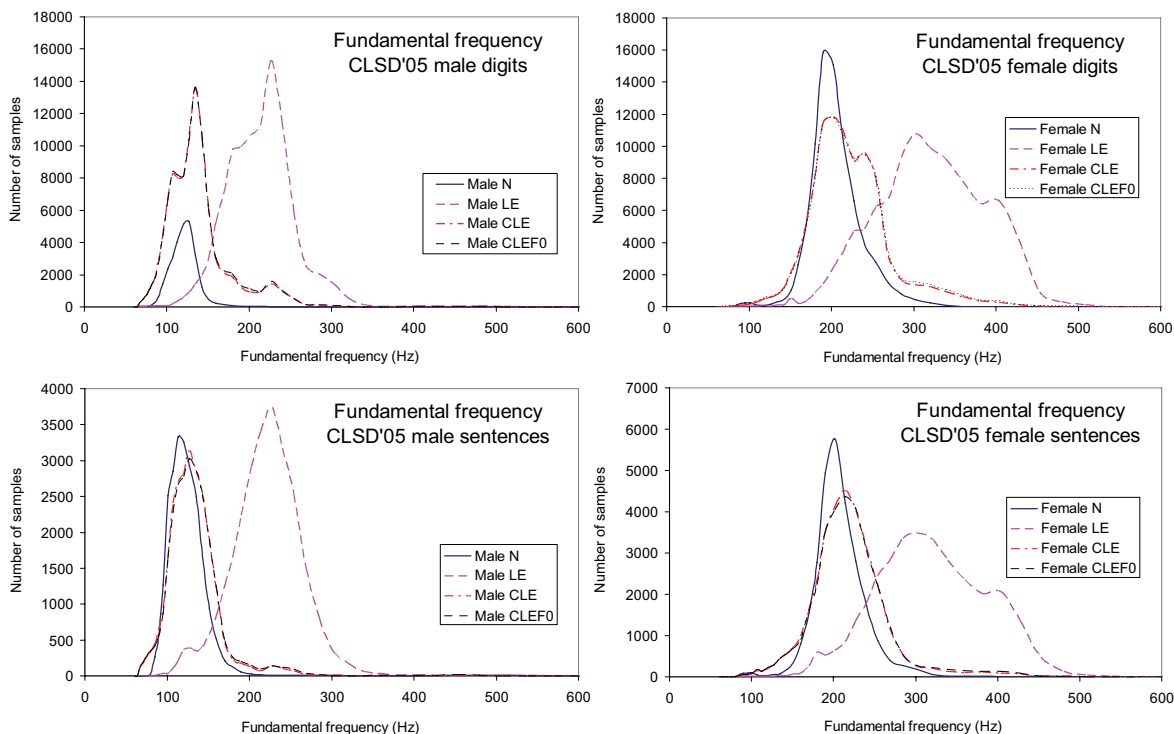 Fundamental frequency
CLSD'05 male digits
Number of samples
18000
16000
14000
12000
10000
8000
6000
4000
2000
0
Male N
Male LE
Male CLE
Male CLEF0
0 100 200 300 400 500 600
Fundamental frequency (Hz)
Fundamental frequency
CLSD'05 female digits
Number of samples
18000
16000
14000
12000
10000
8000
6000
4000
2000
0
Female N
Female LE
Female CLE
Female CLEF0
0 100 200 300 400 500 600
Fundamental frequency (Hz)
Fundamental frequency
CLSD'05 male sentences
Number of samples
4000
3500
3000
2500
2000
1500
1000
500
0
Male N
Male LE
Male CLE
Male CLEF0
0 100 200 300 400 500 600
Fundamental frequency (Hz)
Fundamental frequency
CLSD'05 female sentences
Number of samples
7000
6000
5000
4000
3000
2000
1000
0
Female N
Female LE
Female CLE
Female CLEF0
0 100 200 300 400 500 600
Fundamental frequency (Hz)